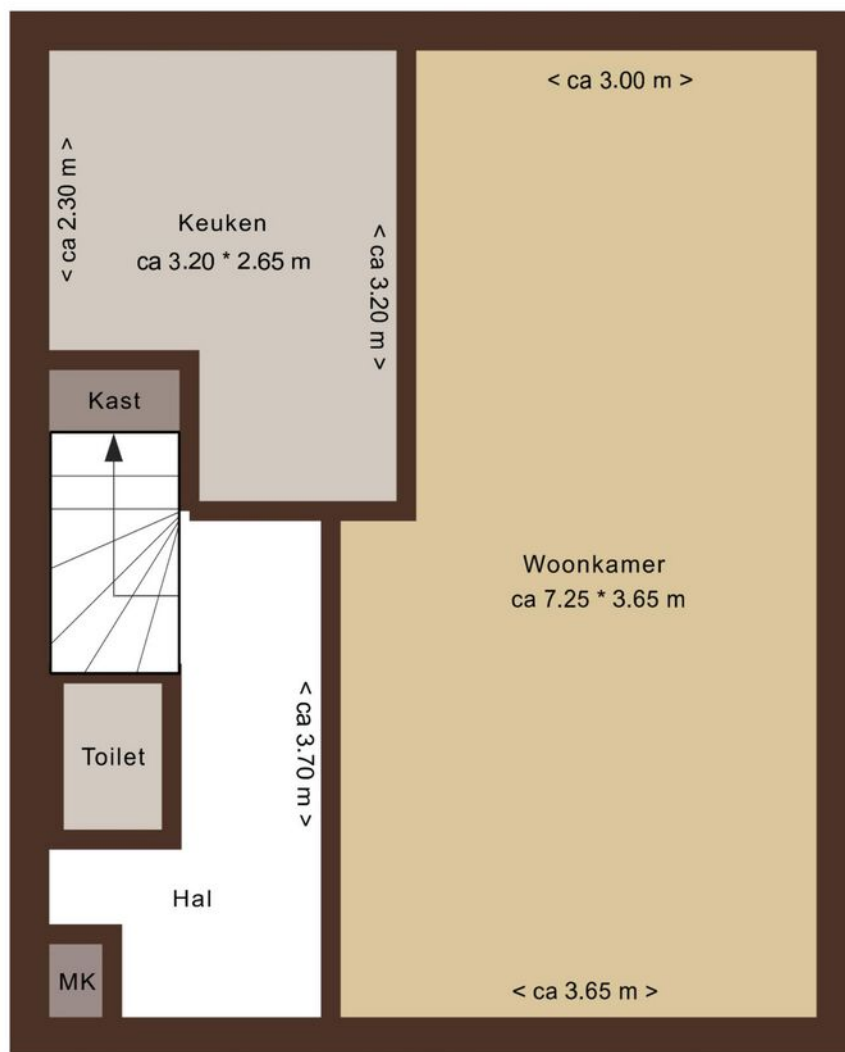 < ca 3.00 m >
< ca 2.30 m >
Keuken
ca 3.20 * 2.65 m
< ca 3.20 m >
Kast
Woonkamer
ca 7.25 * 3.65 m
Toilet
< ca 3.70 m >
Hal
MK
< ca 3.65 m >